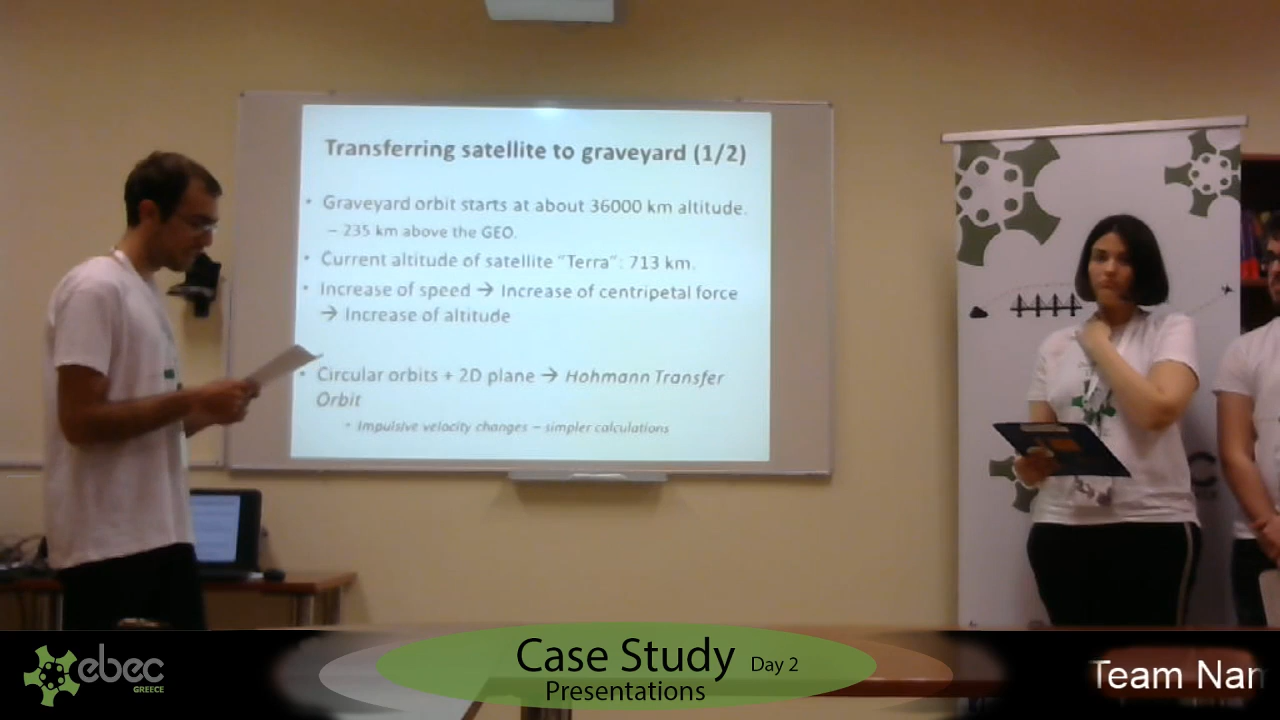 Transferring satellite to graveyard (1/2)
• Graveyard orbit starts at about 36000 km altitude.
– 235 km above the GEO.
• Current altitude of satellite "Terra": 713 km.
• Increase of speed → Increase of centripetal force
→ Increase of altitude
• Circular orbits + 2D plane → Hohmann Transfer
Orbit
• Impulsive velocity changes – simpler calculations
ebec
GREECE
Case Study Day 2
Presentations
Team Nam